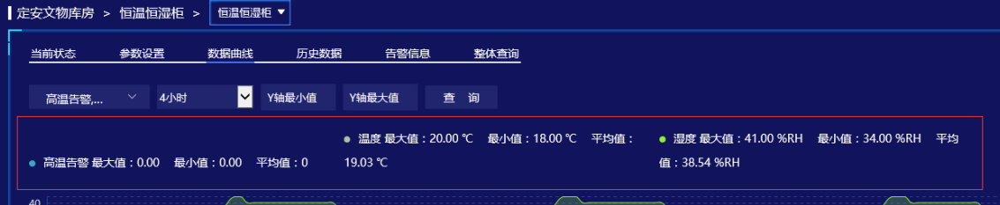 定安文物库房 > 恒温恒湿柜 > 恒温恒湿柜
当前状态 参数设置 数据曲线 历史数据 告警信息 整体查询
高温告警,... 4小时 Y轴最小值 Y轴最大值 查 询
温度 最大值：20.00 ℃ 最小值：18.00 ℃ 平均值：
19.03 ℃
湿度 最大值：41.00 %RH 最小值：34.00 %RH 平均
值：38.54 %RH
高温告警 最大值：0.00 最小值：0.00 平均值：0
40